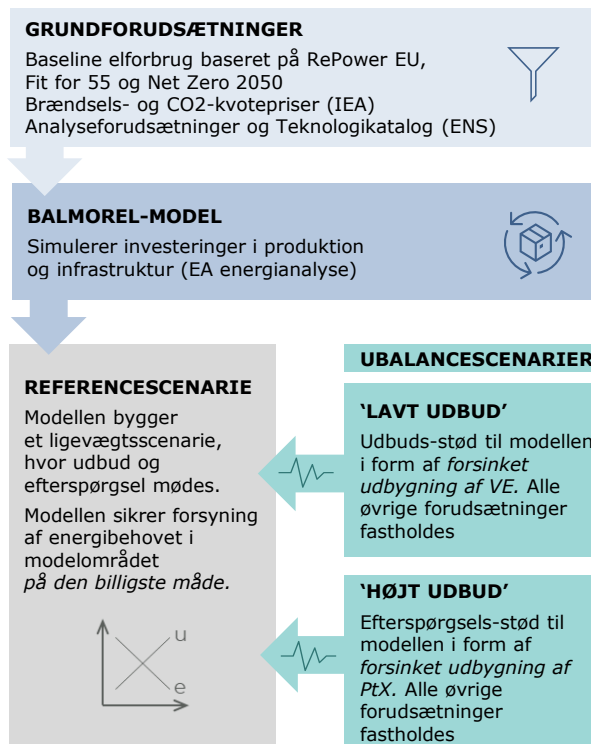 GRUNDFORUDSÆTNINGER
Baseline elforbrug baseret på RePower EU,
Fit for 55 og Net Zero 2050
Brændsels- og CO2-kvotepriser (IEA)
Analyseforudsætninger og Teknologikatalog (ENS)
BALMOREL-MODEL
Simulerer investeringer i produktion
og infrastruktur (EA energianalyse)
REFERENCESCENARIE
Modellen bygger
et ligevægtsscenarie,
hvor udbud og
efterspørgsel mødes.
Modellen sikrer forsyning
af energibehovet i
modelområdet
på den billigste måde.
u
e
UBALANCESCENARIER
‘LAVT UDBUD’
Udbuds-stød til modellen
i form af forsinket
udbygning af VE. Alle
øvrige forudsætninger
fastholdes
‘HØJT UDBUD’
Efterspørgsels-stød til
modellen i form af
forsinket udbygning af
PtX. Alle øvrige
forudsætninger
fastholdes